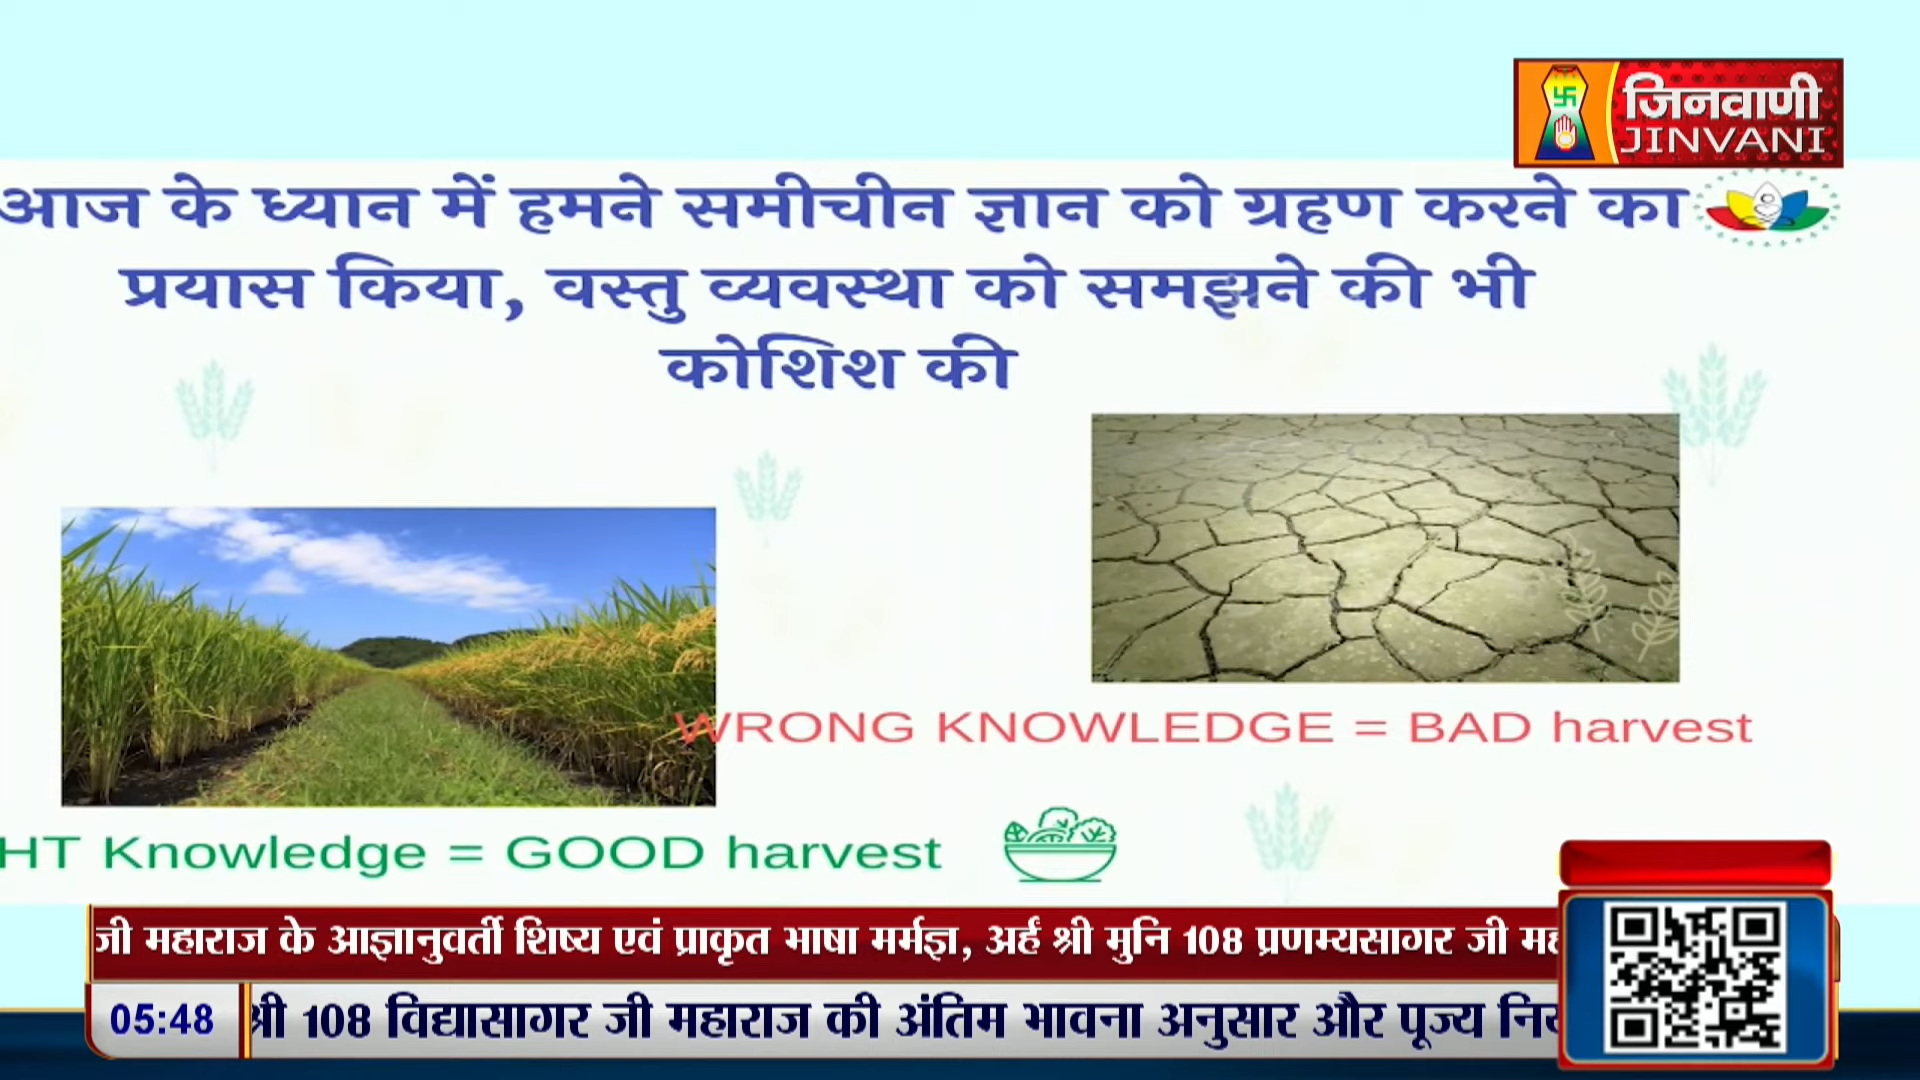 जिनवाणी
JINVANI
आज के ध्यान में हमने समीचीन ज्ञान को ग्रहण करने का
प्रयास किया, वस्तु व्यवस्था को समझने की भी
कोशिश की
WRONG KNOWLEDGE = BAD harvest
HT Knowledge = GOOD harvest
जी महाराज के आज्ञानुवर्ती शिष्य एवं प्राकृत भाषा मर्मज्ञ, अर्हं श्री मुनि 108 प्रणम्यसागर जी
05:48
श्री 108 विद्यासागर जी महाराज की अंतिम भावना अनुसार और पूज्य